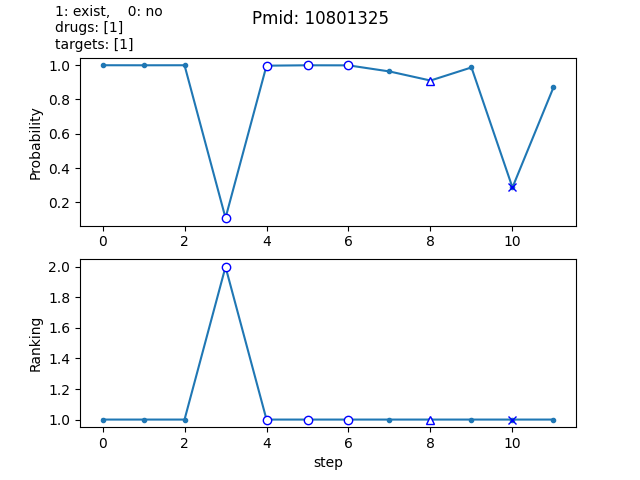 1: exist,    0: no
drugs: [1]
targets: [1]
Pmid: 10801325
Probability
1.0
0.8
0.6
0.4
0.2
0 2 4 6 8 10
Ranking
2.0
1.8
1.6
1.4
1.2
1.0
0 2 4 6 8 10
step